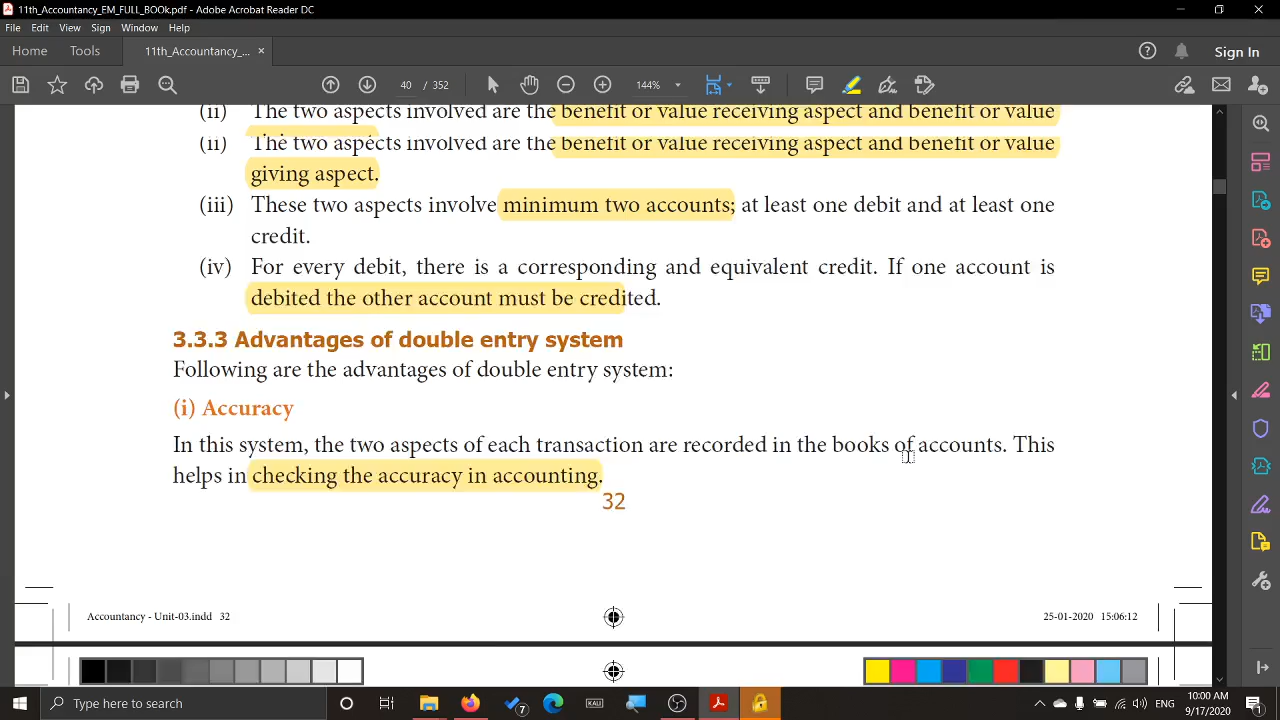 11th_Accountancy_EM_FULL_BOOk.pdf - Adobe Acrobat Reader DC
File Edit View Sign Window Help
Home Tools 11th_Accountancy_... × Sign In
40 / 352 144%
(ii) The two aspects involved are the benefit or value receiving aspect and benefit or value
(ii) The two aspects involved are the benefit or value receiving aspect and benefit or value
giving aspect.
(iii) These two aspects involve minimum two accounts; at least one debit and at least one
credit.
(iv) For every debit, there is a corresponding and equivalent credit. If one account is
debited the other account must be credited.
3.3.3 Advantages of double entry system
Following are the advantages of double entry system:
(i) Accuracy
In this system, the two aspects of each transaction are recorded in the books of accounts. This
helps in checking the accuracy in accounting.
32
Accountancy - Unit-03.indd 32 25-01-2020 15:06:12
Type here to search 7 KALI 10:00 AM
9/17/2020 1